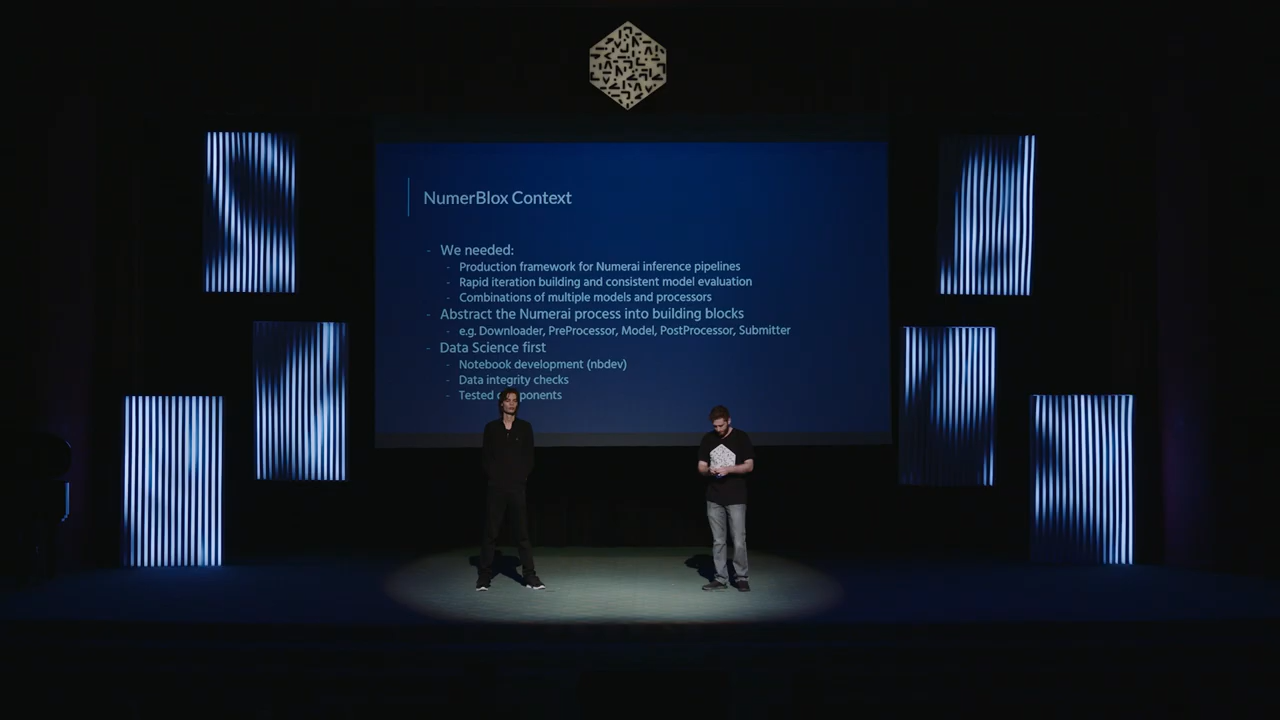 NumerBlox Context
- We needed:
- Production framework for Numerai inference pipelines
- Rapid iteration building and consistent model evaluation
- Combinations of multiple models and processors
- Abstract the Numerai process into building blocks
- e.g. Downloader, PreProcessor, Model, PostProcessor, Submitter
- Data Science first
- Notebook development (nbdev)
- Data integrity checks
- Tested